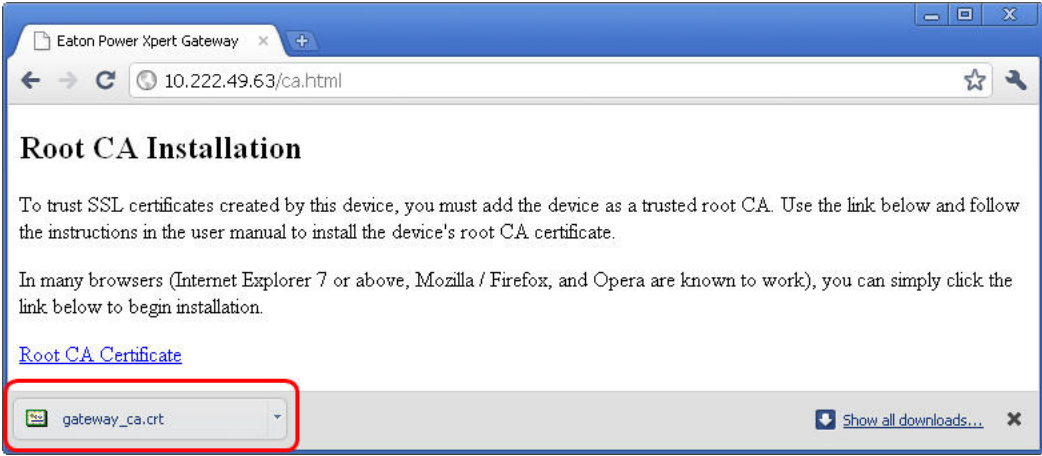 Eaton Power Xpert Gateway
10.222.49.63/ca.html
Root CA Installation
To trust SSL certificates created by this device, you must add the device as a trusted root CA. Use the link below and follow
the instructions in the user manual to install the device's root CA certificate.
In many browsers (Internet Explorer 7 or above, Mozilla / Firefox, and Opera are known to work), you can simply click the
link below to begin installation.
Root CA Certificate
gateway_ca.crt
Show all downloads...